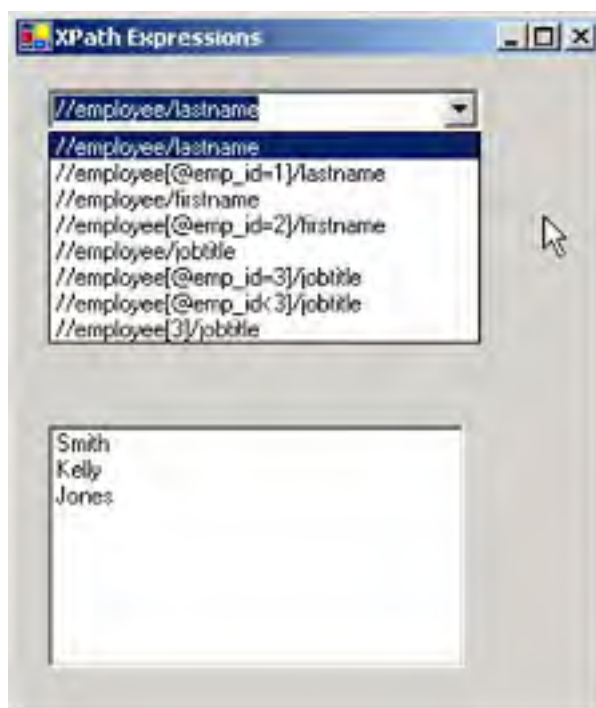 XPath Expressions
//employee/lastname
//employee/lastname
//employee[@emp_id=1]/lastname
//employee/firstname
//employee[@emp_id=2]/firstname
//employee/jobtitle
//employee[@emp_id=3]/jobtitle
//employee[@emp_id<3]/jobtitle
//employee[3]/jobtitle
Smith
Kelly
Jones